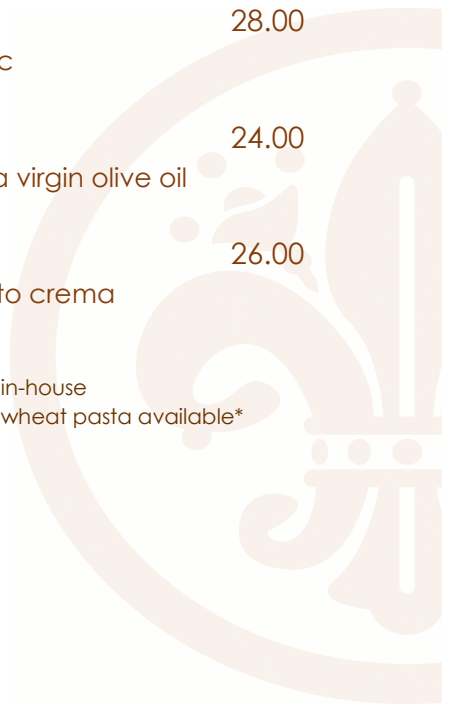 28.00
c
24.00
a virgin olive oil
26.00
to crema
in-house
wheat pasta available*